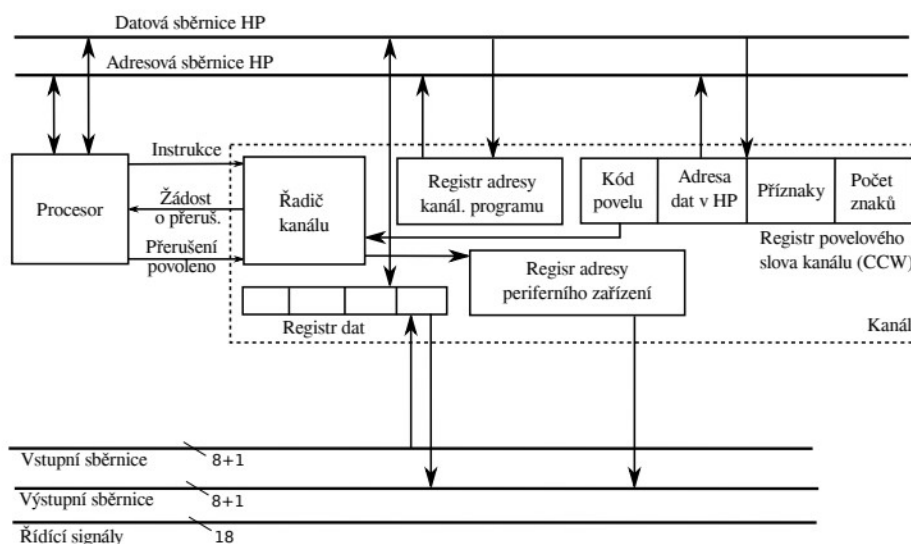 Datová sběrnice HP
Adresová sběrnice HP
Procesor
Instrukce
Žádost
o přeruš.
Přerušení
povoleno
Řadič
kanálu
Registr adresy
kanál. programu
Kód
povelu
Adresa
dat v HP
Příznaky
Počet
znaků
Registr povelového
slova kanálu (CCW)
Regisr adresy
periferního zařízení
Registr dat
Kanál
Vstupní sběrnice
8+1
Výstupní sběrnice
8+1
Řídící signály
18